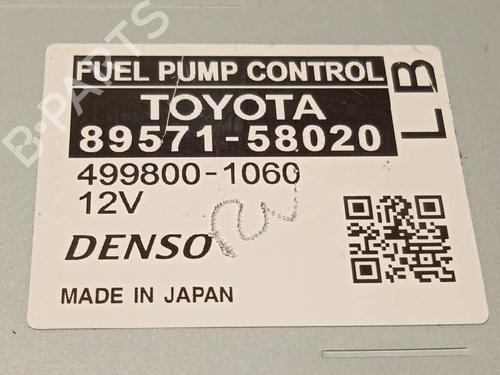 FUEL PUMP CONTROL
TOYOTA
89571-58020
LB
499800-1060
12V
DENSO
MADE IN JAPAN
B-PARTS